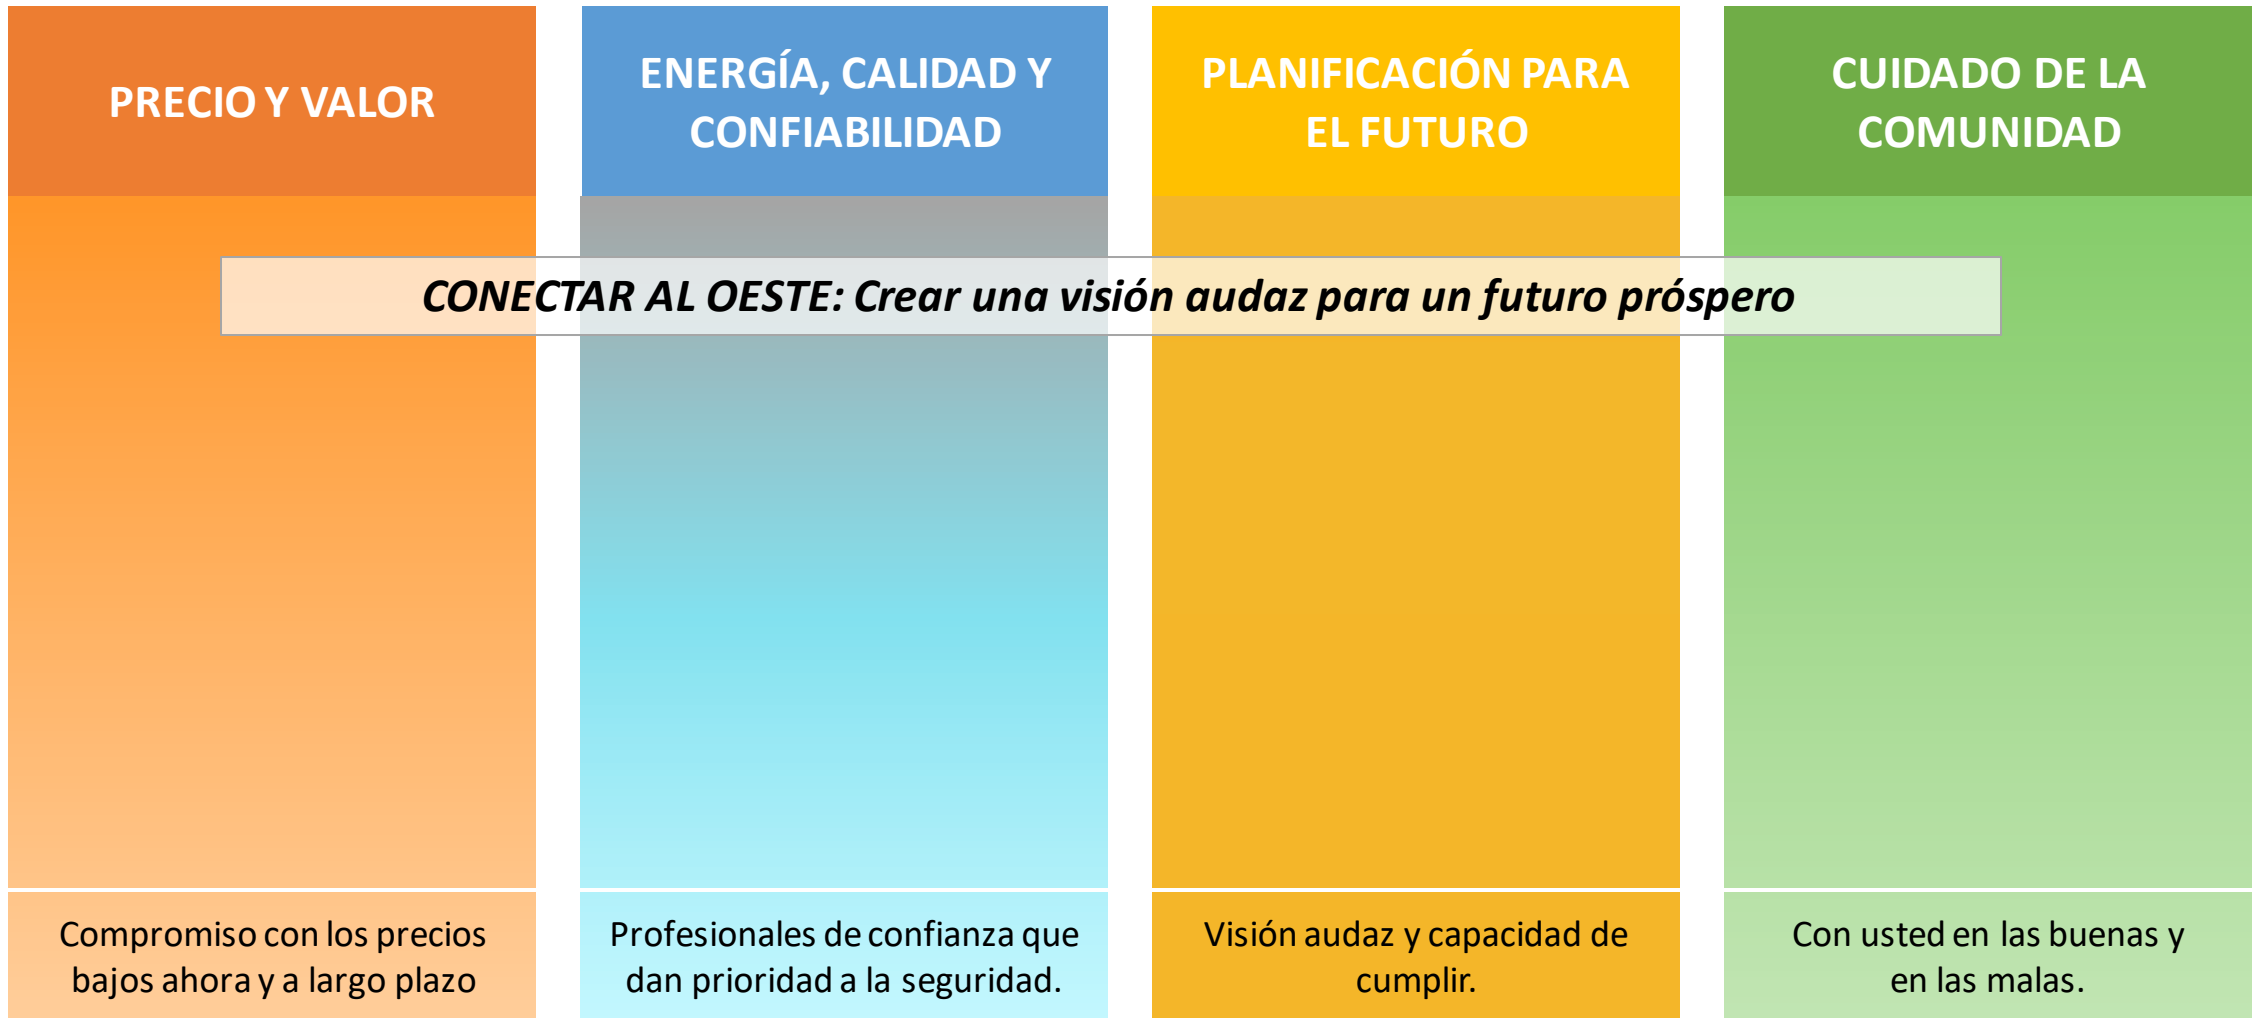 PRECIO Y VALOR
ENERGÍA, CALIDAD Y
CONFIABILIDAD
PLANIFICACIÓN PARA
EL FUTURO
CUIDADO DE LA
COMUNIDAD
CONECTAR AL OESTE: Crear una visión audaz para un futuro próspero
Compromiso con los precios
bajos ahora y a largo plazo
Profesionales de confianza que
dan prioridad a la seguridad.
Visión audaz y capacidad de
cumplir.
Con usted en las buenas y
en las malas.